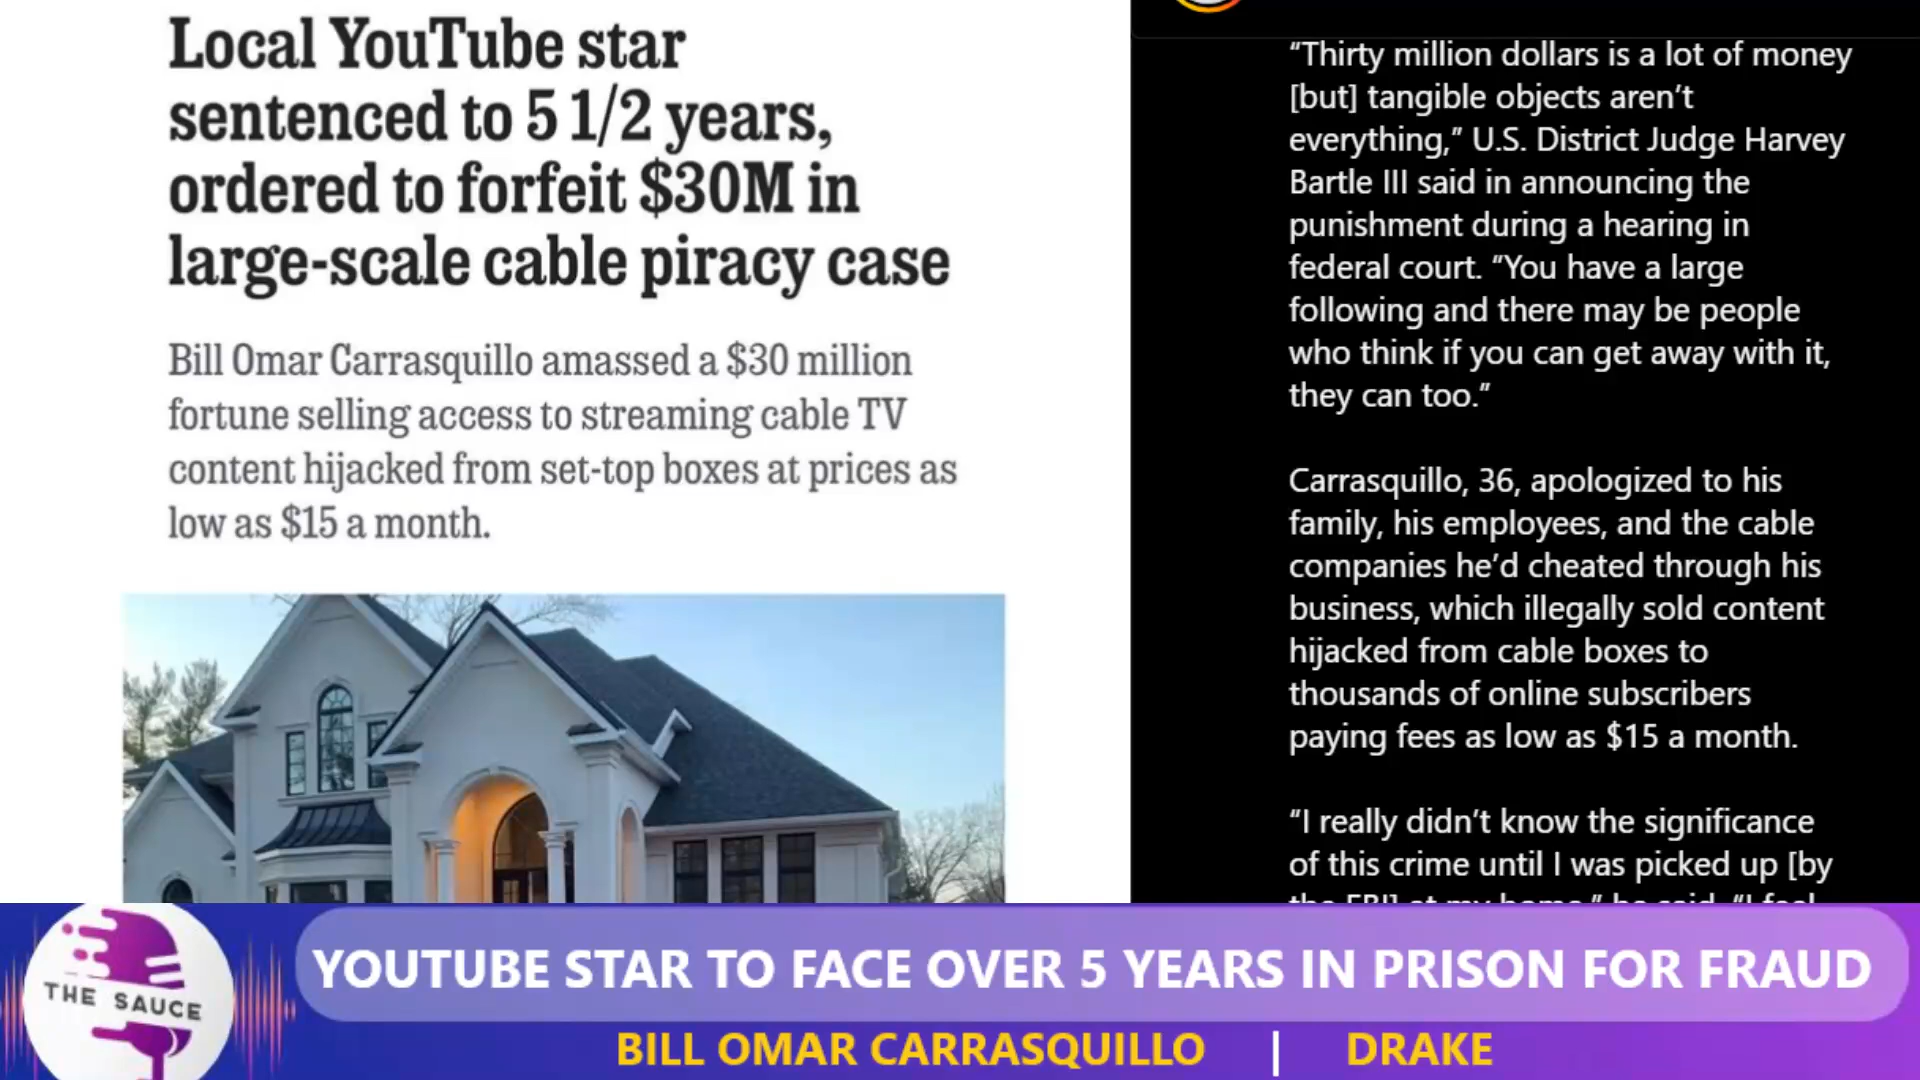 Local YouTube star
sentenced to 5 1/2 years,
ordered to forfeit $30M in
large-scale cable piracy case
Bill Omar Carrasquillo amassed a $30 million
fortune selling access to streaming cable TV
content hijacked from set-top boxes at prices as
low as $15 a month.
“Thirty million dollars is a lot of money
[but] tangible objects aren’t
everything,” U.S. District Judge Harvey
Bartle III said in announcing the
punishment during a hearing in
federal court. “You have a large
following and there may be people
who think if you can get away with it,
they can too.”
Carrasquillo, 36, apologized to his
family, his employees, and the cable
companies he’d cheated through his
business, which illegally sold content
hijacked from cable boxes to
thousands of online subscribers
paying fees as low as $15 a month.
“I really didn’t know the significance
of this crime until I was picked up [by
the FBI] at my home,” he said. “I feel
THE SAUCE
YOUTUBE STAR TO FACE OVER 5 YEARS IN PRISON FOR FRAUD
BILL OMAR CARRASQUILLO | DRAKE